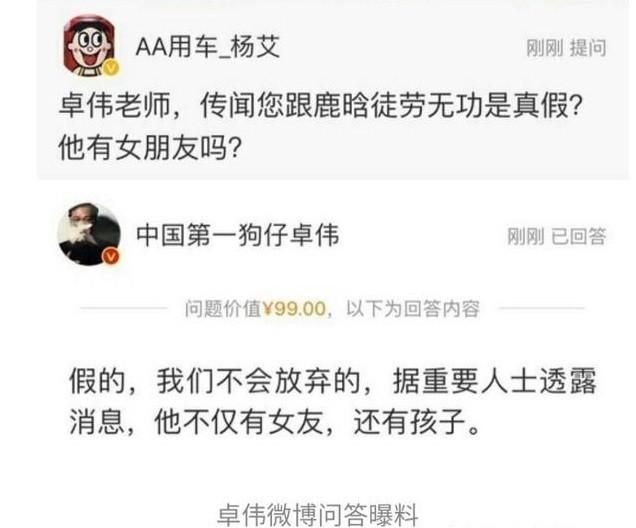 AA用车_杨艾
刚刚 提问
卓伟老师，传闻您跟鹿晗徒劳无功是真假？
他有女朋友吗？
中国第一狗仔卓伟
刚刚 已回答
问题价值¥99.00，以下为回答内容
假的，我们不会放弃的，据重要人士透露
消息，他不仅有女友，还有孩子。
卓伟微博问答曝料